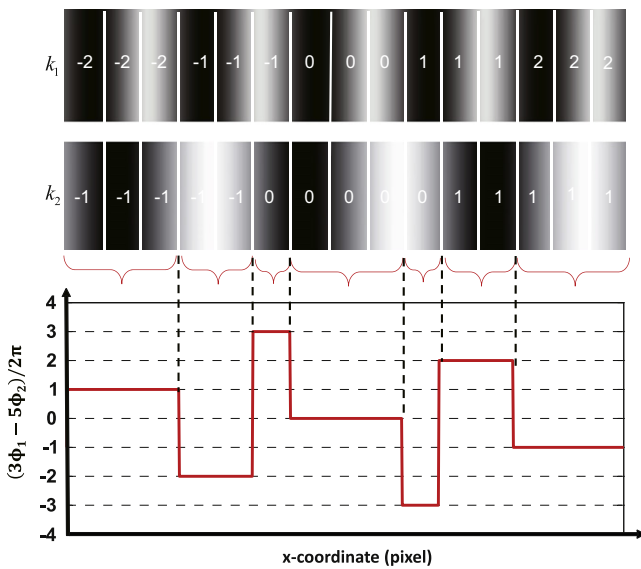 k₁ -2 -2 -2 -1 -1 -1 0 0 0 1 1 1 2 2 2
k₂ -1 -1 -1 -1 -1 0 0 0 0 0 1 1 1 1 1
4
3
2
1
0
-1
-2
-3
-4
(3ϕ₁ − 5ϕ₂)/2π
x-coordinate (pixel)